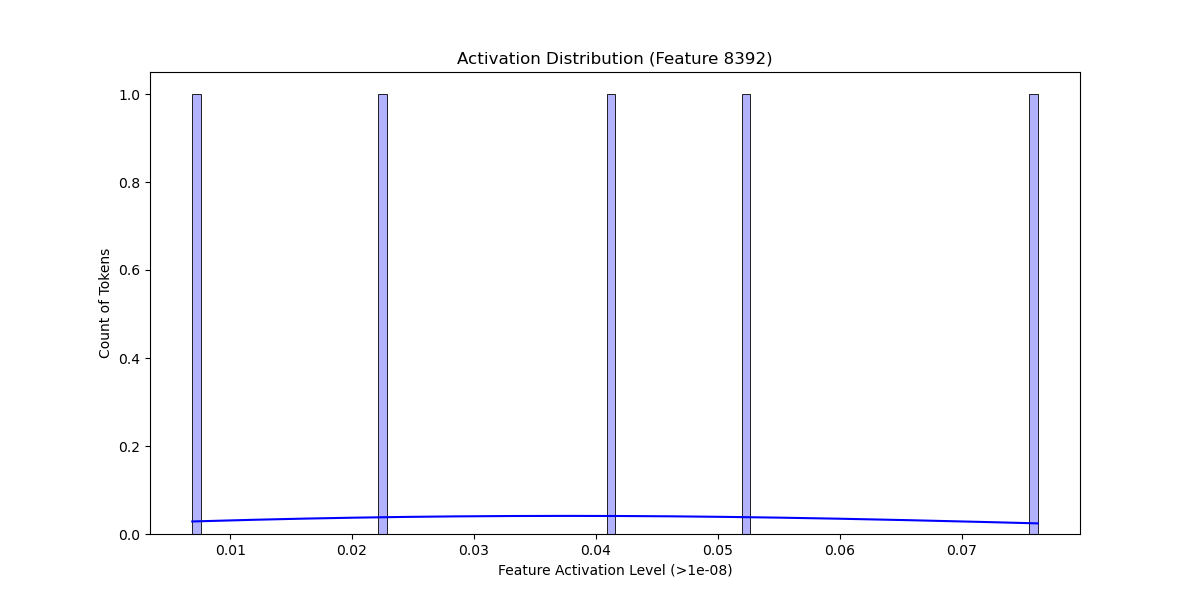 Activation Distribution (Feature 8392)
1.0
0.8
0.6
0.4
0.2
0.0
Count of Tokens
0.01 0.02 0.03 0.04 0.05 0.06 0.07
Feature Activation Level (>1e-08)